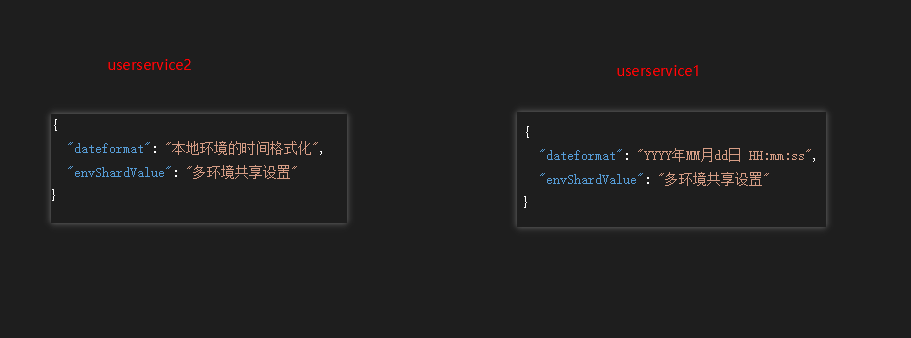 userservice2
{
"dateformat": "本地环境的时间格式化",
"envShardValue": "多环境共享设置"
}
userservice1
{
"dateformat": "YYYY年MM月dd日 HH:mm:ss",
"envShardValue": "多环境共享设置"
}